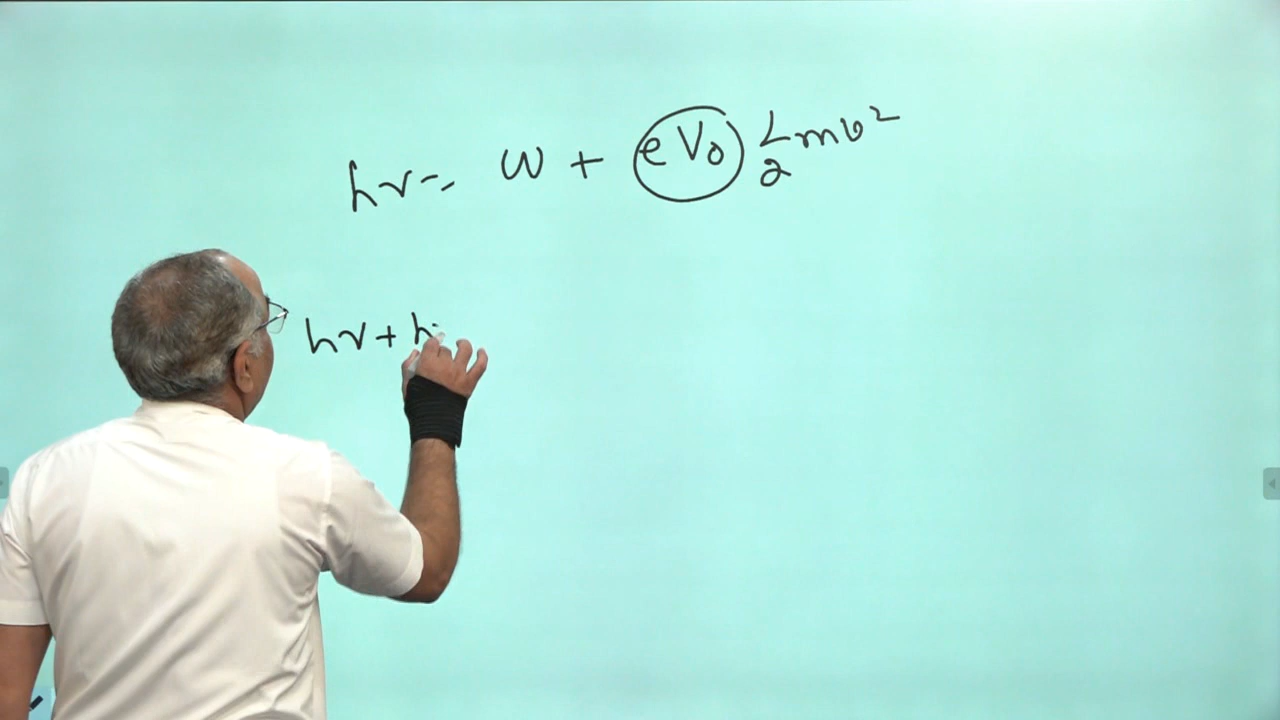 hν = ω + eV₀ ½mv²
hν + h